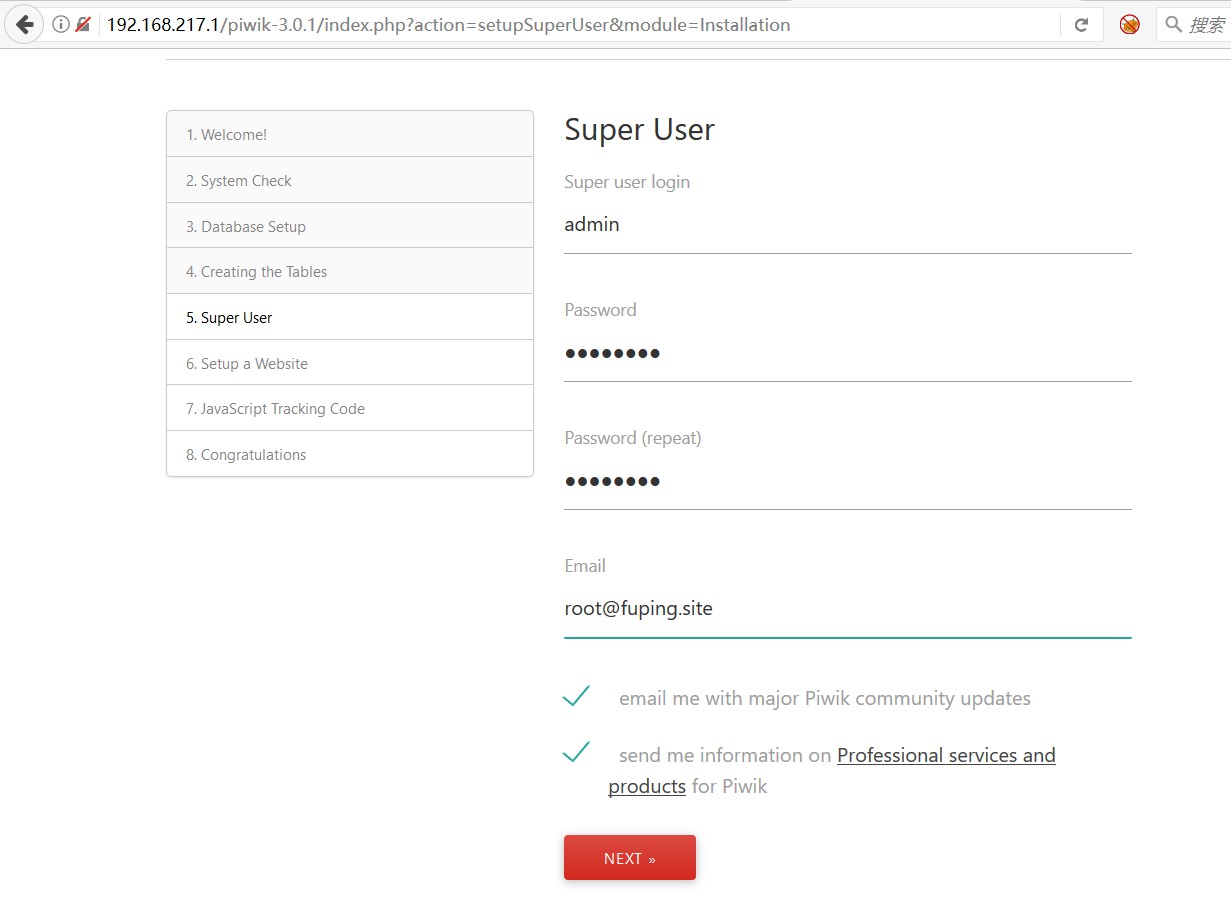 192.168.217.1/piwik-3.0.1/index.php?action=setupSuperUser&module=Installation
搜索
1. Welcome!
2. System Check
3. Database Setup
4. Creating the Tables
5. Super User
6. Setup a Website
7. JavaScript Tracking Code
8. Congratulations
Super User
Super user login
admin
Password
●●●●●●●●
Password (repeat)
●●●●●●●●
Email
root@fuping.site
email me with major Piwik community updates
send me information on Professional services and
products for Piwik
NEXT »